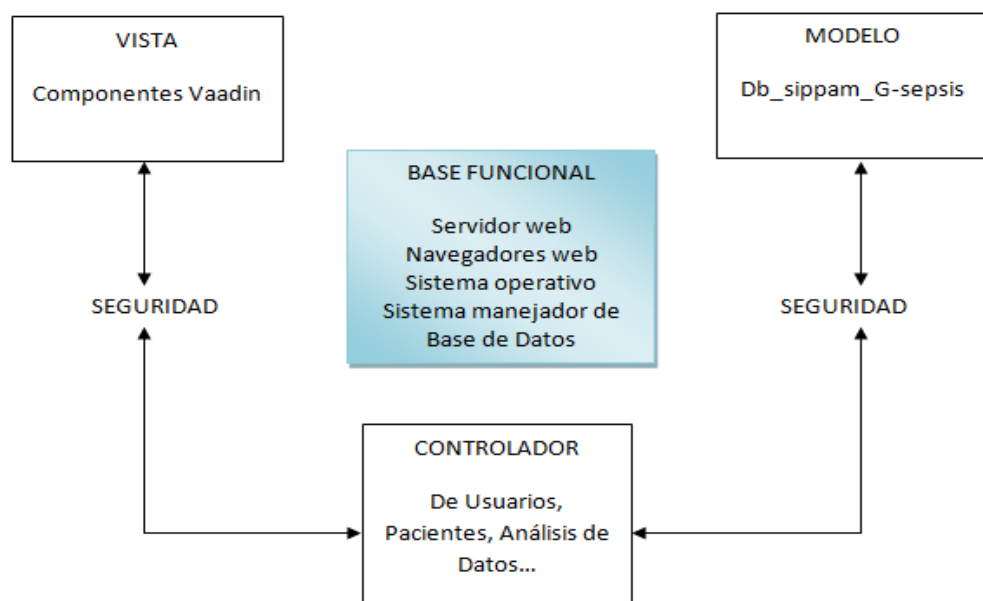 VISTA
Componentes Vaadin
MODELO
Db_sippam_G-sepsis
BASE FUNCIONAL
Servidor web
Navegadores web
Sistema operativo
Sistema manejador de
Base de Datos
SEGURIDAD
SEGURIDAD
CONTROLADOR
De Usuarios,
Pacientes, Análisis de
Datos...